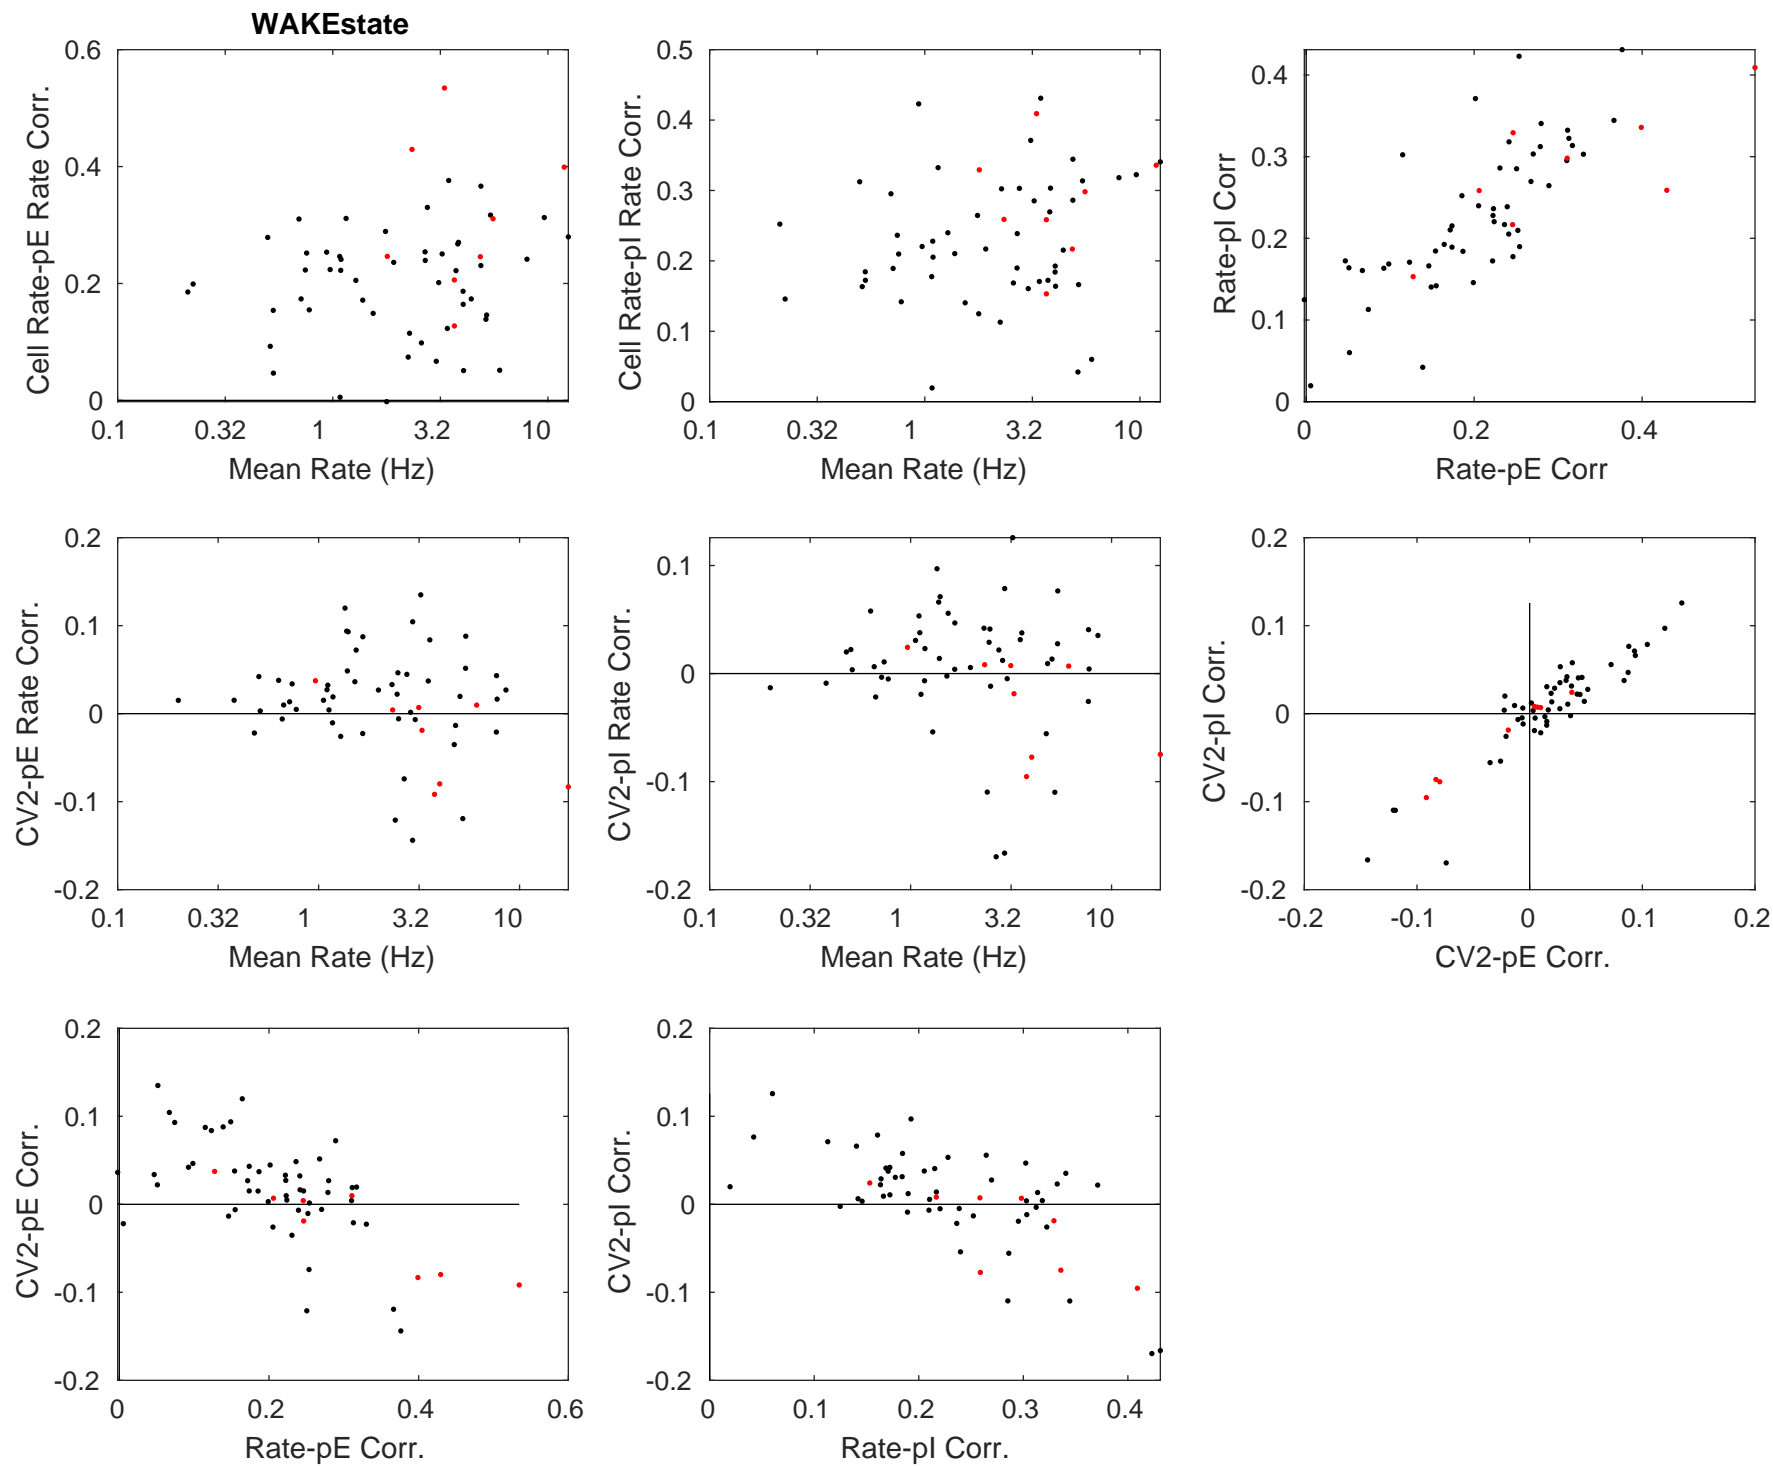 WAKEstate
0.6
0.4
0.2
0
Cell Rate-pE Rate Corr.
0.1 0.32 1 3.2 10
Mean Rate (Hz)
0.5
0.4
0.3
0.2
0.1
0
Cell Rate-pI Rate Corr.
0.1 0.32 1 3.2 10
Mean Rate (Hz)
0.4
0.3
0.2
0.1
0
Rate-pI Corr
0 0.2 0.4
Rate-pE Corr
0.2
0.1
0
-0.1
-0.2
CV2-pE Rate Corr.
0.1 0.32 1 3.2 10
Mean Rate (Hz)
0.1
0
-0.1
-0.2
CV2-pI Rate Corr.
0.1 0.32 1 3.2 10
Mean Rate (Hz)
0.2
0.1
0
-0.1
-0.2
CV2-pI Corr.
-0.2 -0.1 0 0.1 0.2
CV2-pE Corr.
0.2
0.1
0
-0.1
-0.2
CV2-pE Corr.
0 0.2 0.4 0.6
Rate-pE Corr.
0.2
0.1
0
-0.1
-0.2
CV2-pI Corr.
0 0.1 0.2 0.3 0.4
Rate-pI Corr.